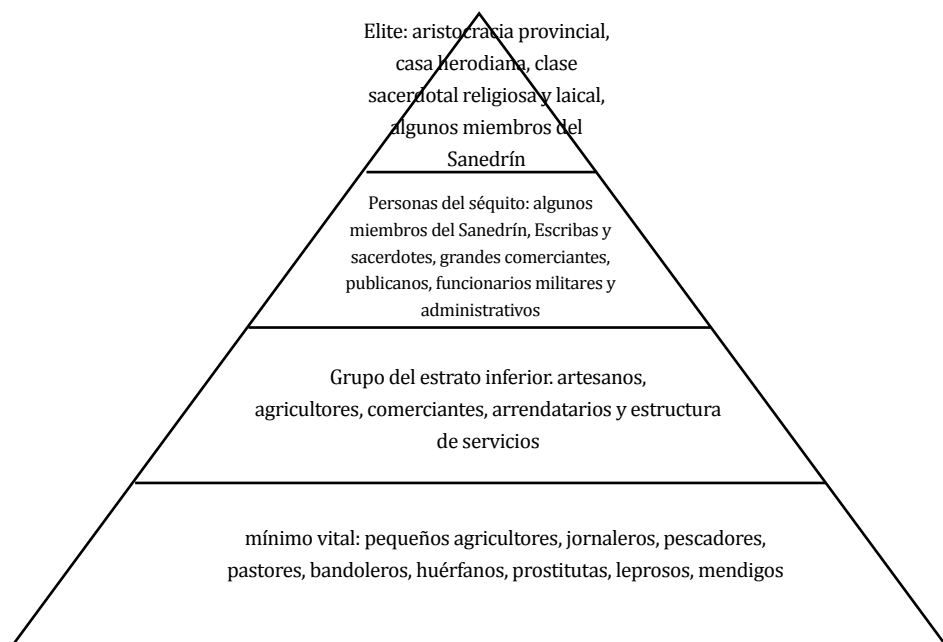 Elite: aristocracia provincial,
casa herodiana, clase
sacerdotal religiosa y laical,
algunos miembros del
Sanedrín
Personas del séquito: algunos
miembros del Sanedrín, Escribas y
sacerdotes, grandes comerciantes,
publicanos, funcionarios militares y
administrativos
Grupo del estrato inferior. artesanos,
agricultores, comerciantes, arrendatarios y estructura
de servicios
mínimo vital: pequeños agricultores, jornaleros, pescadores,
pastores, bandoleros, huérfanos, prostitutas, leprosos, mendigos